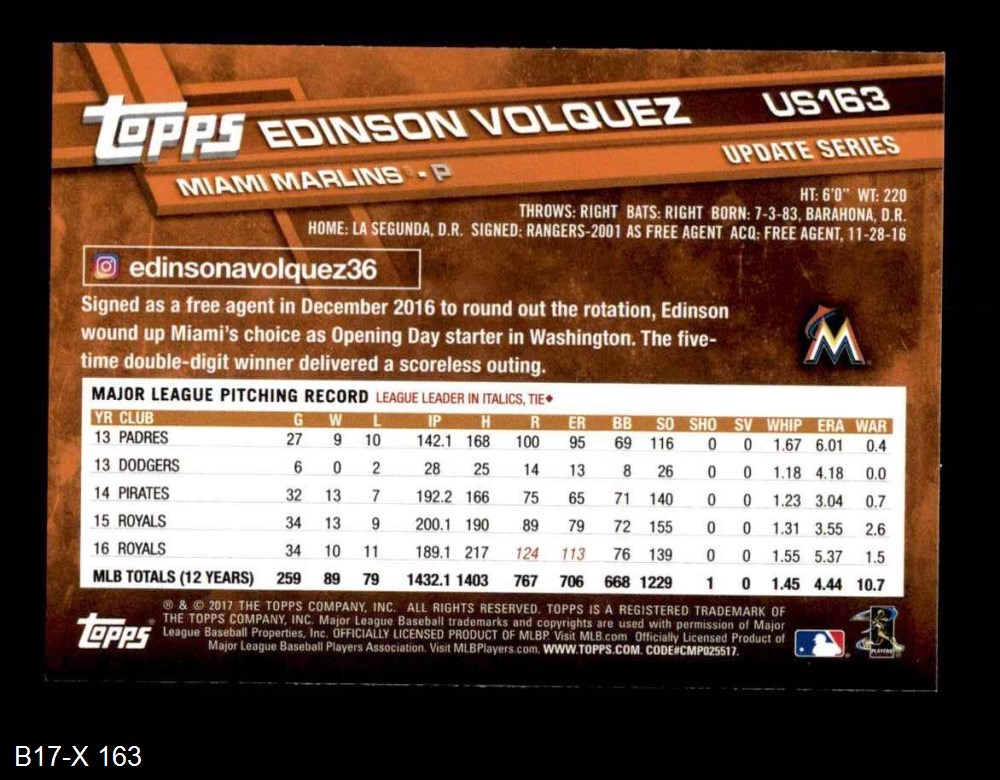 topps EDINSON VOLQUEZ US163
MIAMI MARLINS • - P UPDATE SERIES
HT: 6'0" WT: 220
THROWS: RIGHT BATS: RIGHT BORN: 7-3-83, BARAHONA, D.R.
HOME: LA SEGUNDA, D.R. SIGNED: RANGERS-2001 AS FREE AGENT ACQ: FREE AGENT, 11-28-16
edinsonavolquez36
Signed as a free agent in December 2016 to round out the rotation, Edinson
wound up Miami's choice as Opening Day starter in Washington. The five-
time double-digit winner delivered a scoreless outing.
M
MAJOR LEAGUE PITCHING RECORD LEAGUE LEADER IN ITALICS, TIE◆
YR CLUB G W L IP H R ER BB SO SHO SV WHIP ERA WAR
13 PADRES 27 9 10 142.1 168 100 95 69 116 0 0 1.67 6.01 0.4
13 DODGERS 6 0 2 28 25 14 13 8 26 0 0 1.18 4.18 0.0
14 PIRATES 32 13 7 192.2 166 75 65 71 140 0 0 1.23 3.04 0.7
15 ROYALS 34 13 9 200.1 190 89 79 72 155 0 0 1.31 3.55 2.6
16 ROYALS 34 10 11 189.1 217 124 113 76 139 0 0 1.55 5.37 1.5
MLB TOTALS (12 YEARS) 259 89 79 1432.1 1403 767 706 668 1229 1 0 1.45 4.44 10.7
® & © 2017 THE TOPPS COMPANY, INC. ALL RIGHTS RESERVED. TOPPS IS A REGISTERED TRADEMARK OF
THE TOPPS COMPANY, INC. Major League Baseball trademarks and copyrights are used with permission of Major
League Baseball Properties, Inc. OFFICIALLY LICENSED PRODUCT OF MLBP. Visit MLB.com Officially Licensed Product of
Major League Baseball Players Association. Visit MLBPlayers.com. WWW.TOPPS.COM. CODE#CMP025517.
topps
PLAYERS
B17-X 163